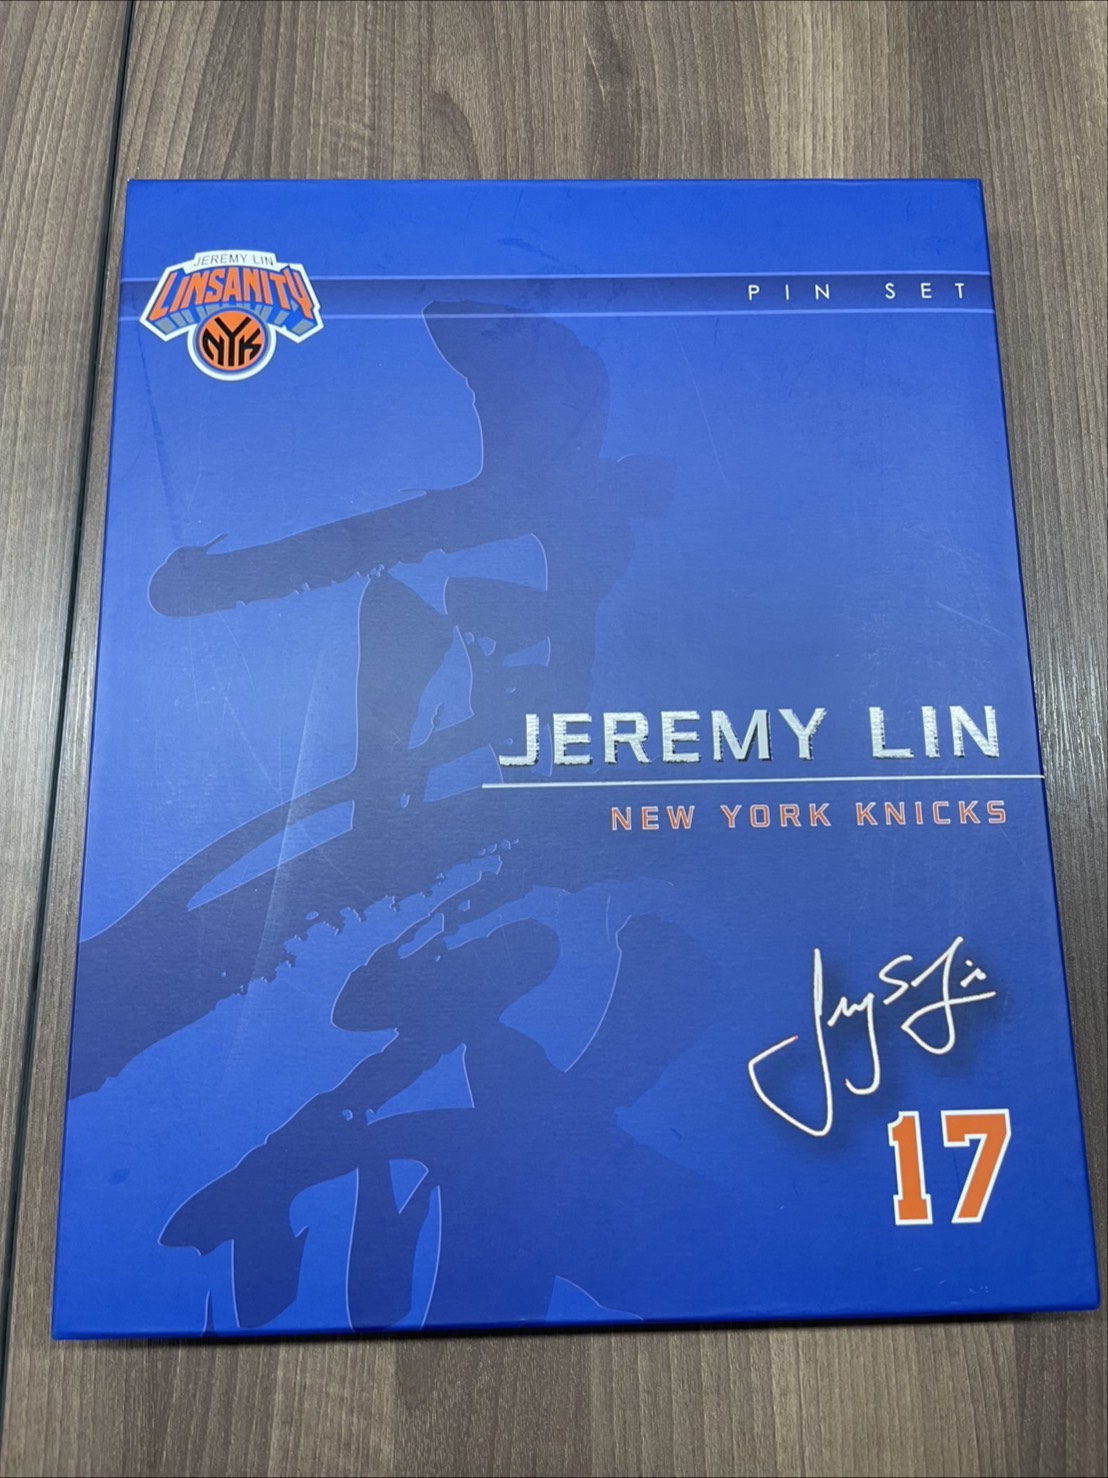 JEREMY LIN
LINSANITY
NYK
PIN SET
JEREMY LIN
NEW YORK KNICKS
17